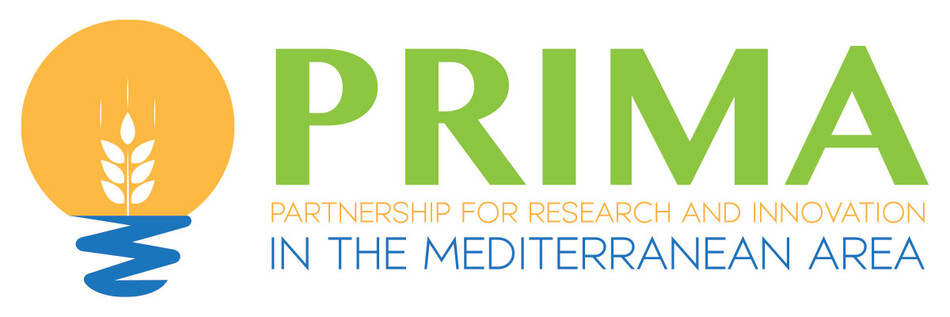 PRIMA
PARTNERSHIP FOR RESEARCH AND INNOVATION
IN THE MEDITERRANEAN AREA